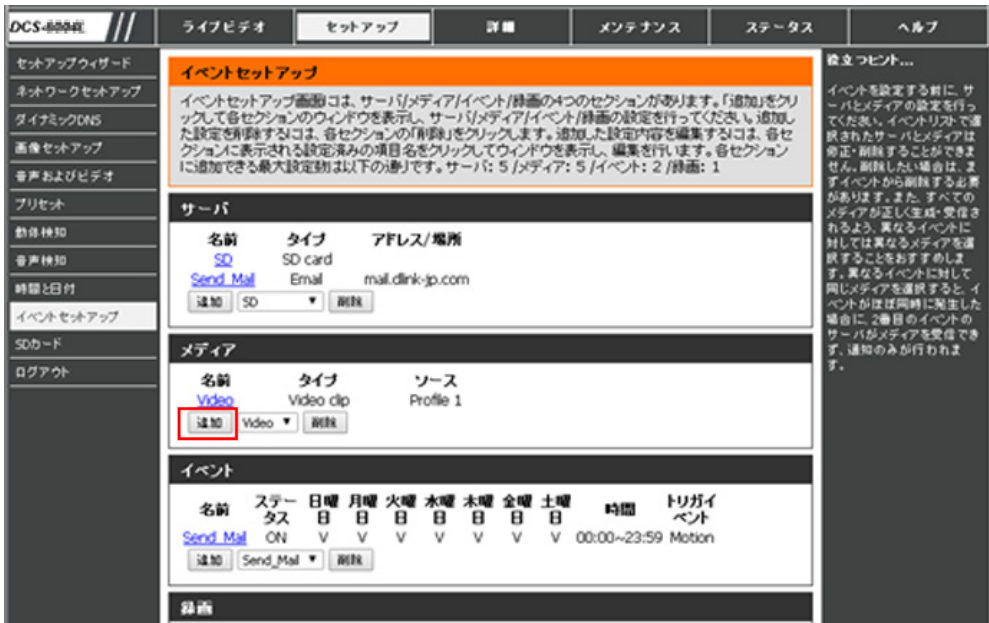 DCS-
ライブビデオ
セットアップ
詳細
メンテナンス
ステータス
ヘルプ
セットアップウィザード
ネットワークセットアップ
ダイナミックDNS
画像セットアップ
音声およびビデオ
プリセット
動体検知
音声検知
時間と日付
イベントセットアップ
SDカード
ログアウト
イベントセットアップ
イベントセットアップ画面には、サーバ/メディア/イベント/録画の4つのセクションがあります。「追加」をクリ
ックして各セクションのウィンドウを表示し、サーバ/メディア/イベント/録画の設定を行ってください。追加し
た設定を削除するには、各セクションの「削除」をクリックします。追加した設定内容を編集するには、各セ
クションに表示される設定済みの項目名をクリックしてウィンドウを表示し、編集を行います。各セクション
に追加できる最大設定数は以下の通りです。サーバ: 5 /メディア: 5 /イベント: 2 /録画: 1
サーバ
名前 タイプ アドレス/場所
SD SD card
Send_Mail Email mail.dlink-jp.com
追加 SD 削除
メディア
名前 タイプ ソース
Video Video clip Profile 1
追加 Video 削除
イベント
名前 ステー タス 日曜 日 月曜 日 火曜 日 水曜 日 木曜 日 金曜 日 土曜 日 時間 トリガイ ベント
Send_Mail ON V V V V V V V 00:00~23:59 Motion
追加 Send_Mail 削除
録画
役立つヒント...
イベントを設定する前に、サ
ーバとメディアの設定を行っ
てください。イベントリストで選
択されたサーバとメディアは
修正・削除することができま
せん。削除したい場合は、ま
ずイベントから削除する必要
があります。また、すべての
メディアが正しく生成・受信さ
れるよう、異なるイベントに
対しては異なるメディアを選
択することをおすすめしま
す。異なるイベントに対して
同じメディアを選択すると、イ
ベントがほぼ同時に発生した
場合に、2番目のイベントの
サーバがメディアを受信でき
ず、通知のみが行われま
す。